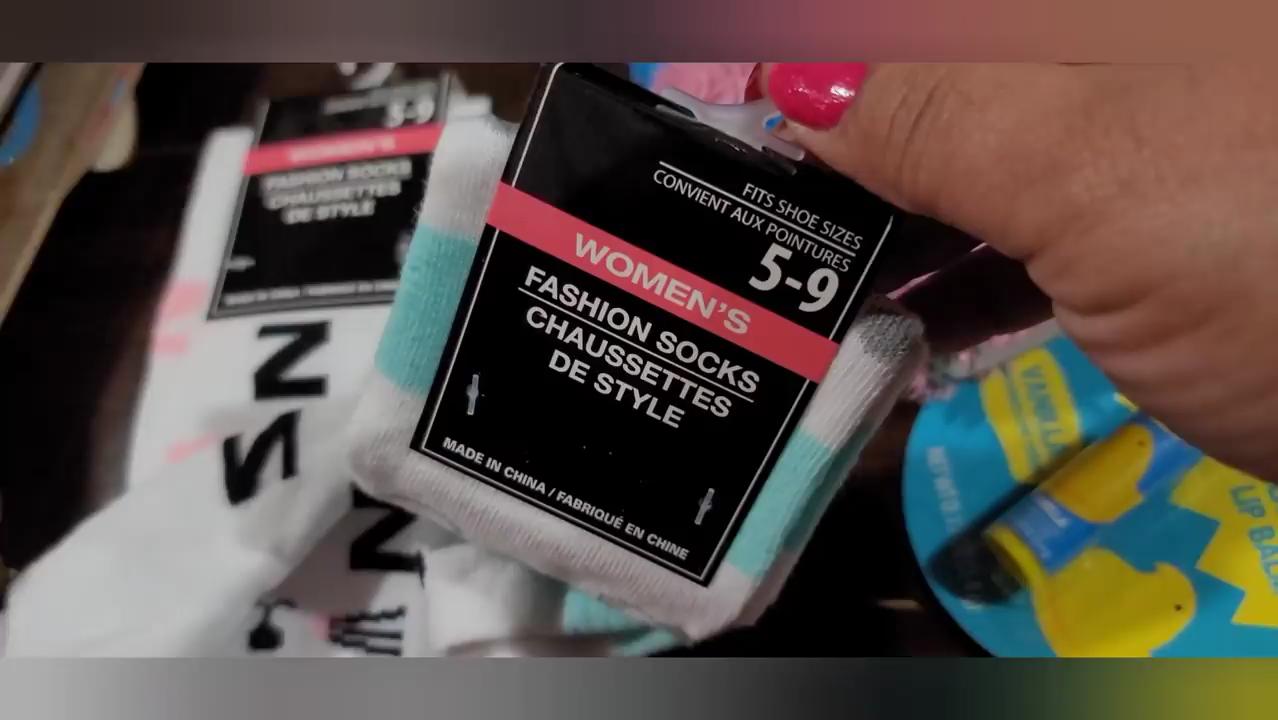 5-9
WOMEN'S
FASHION SOCKS
CHAUSSETTES
DE STYLE
SN
N
FITS SHOE SIZES
CONVIENT AUX POINTURES
5-9
WOMEN'S
FASHION SOCKS
CHAUSSETTES
DE STYLE
MADE IN CHINA / FABRIQUÉ EN CHINE
LIP